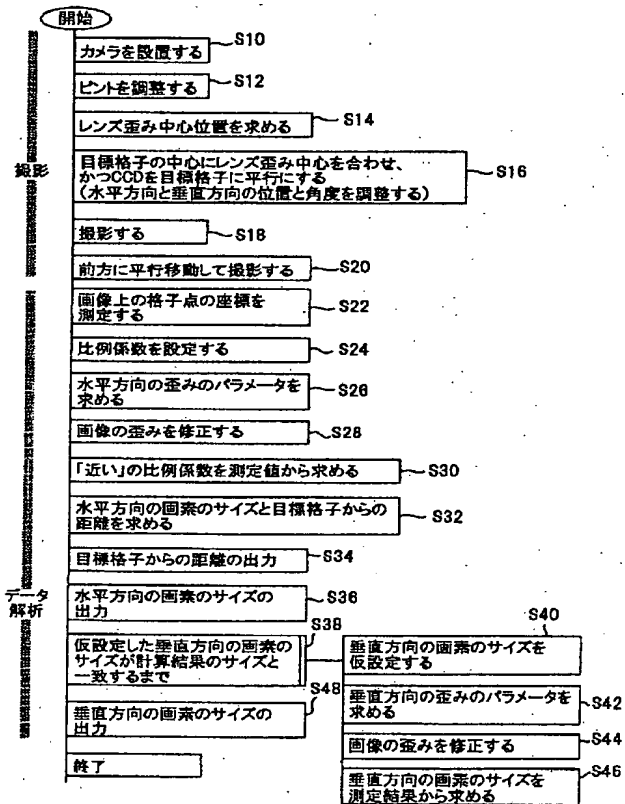 開始
カメラを設置する
S10
ピントを調整する
S12
レンズ歪み中心位置を求める
S14
撮影
目標格子の中心にレンズ歪み中心を合わせ、
かつCCDを目標格子に平行にする
(水平方向と垂直方向の位置と角度を調整する)
S16
撮影する
S18
前方に平行移動して撮影する
S20
画像上の格子点の座標を
測定する
S22
比例係数を設定する
S24
水平方向の歪みのパラメータを
求める
S26
画像の歪みを修正する
S28
「近い」の比例係数を測定値から求める
S30
水平方向の画素のサイズと目標格子からの
距離を求める
S32
目標格子からの距離の出力
S34
データ
解析
水平方向の画素のサイズの
出力
S36
仮設定した垂直方向の画素の
サイズが計算結果のサイズと
一致するまで
S38
垂直方向の画素のサイズを
仮設定する
S40
垂直方向の歪みのパラメータを
求める
S42
画像の歪みを修正する
S44
垂直方向の画素のサイズを
測定結果から求める
S46
垂直方向の画素のサイズの
出力
S48
終了